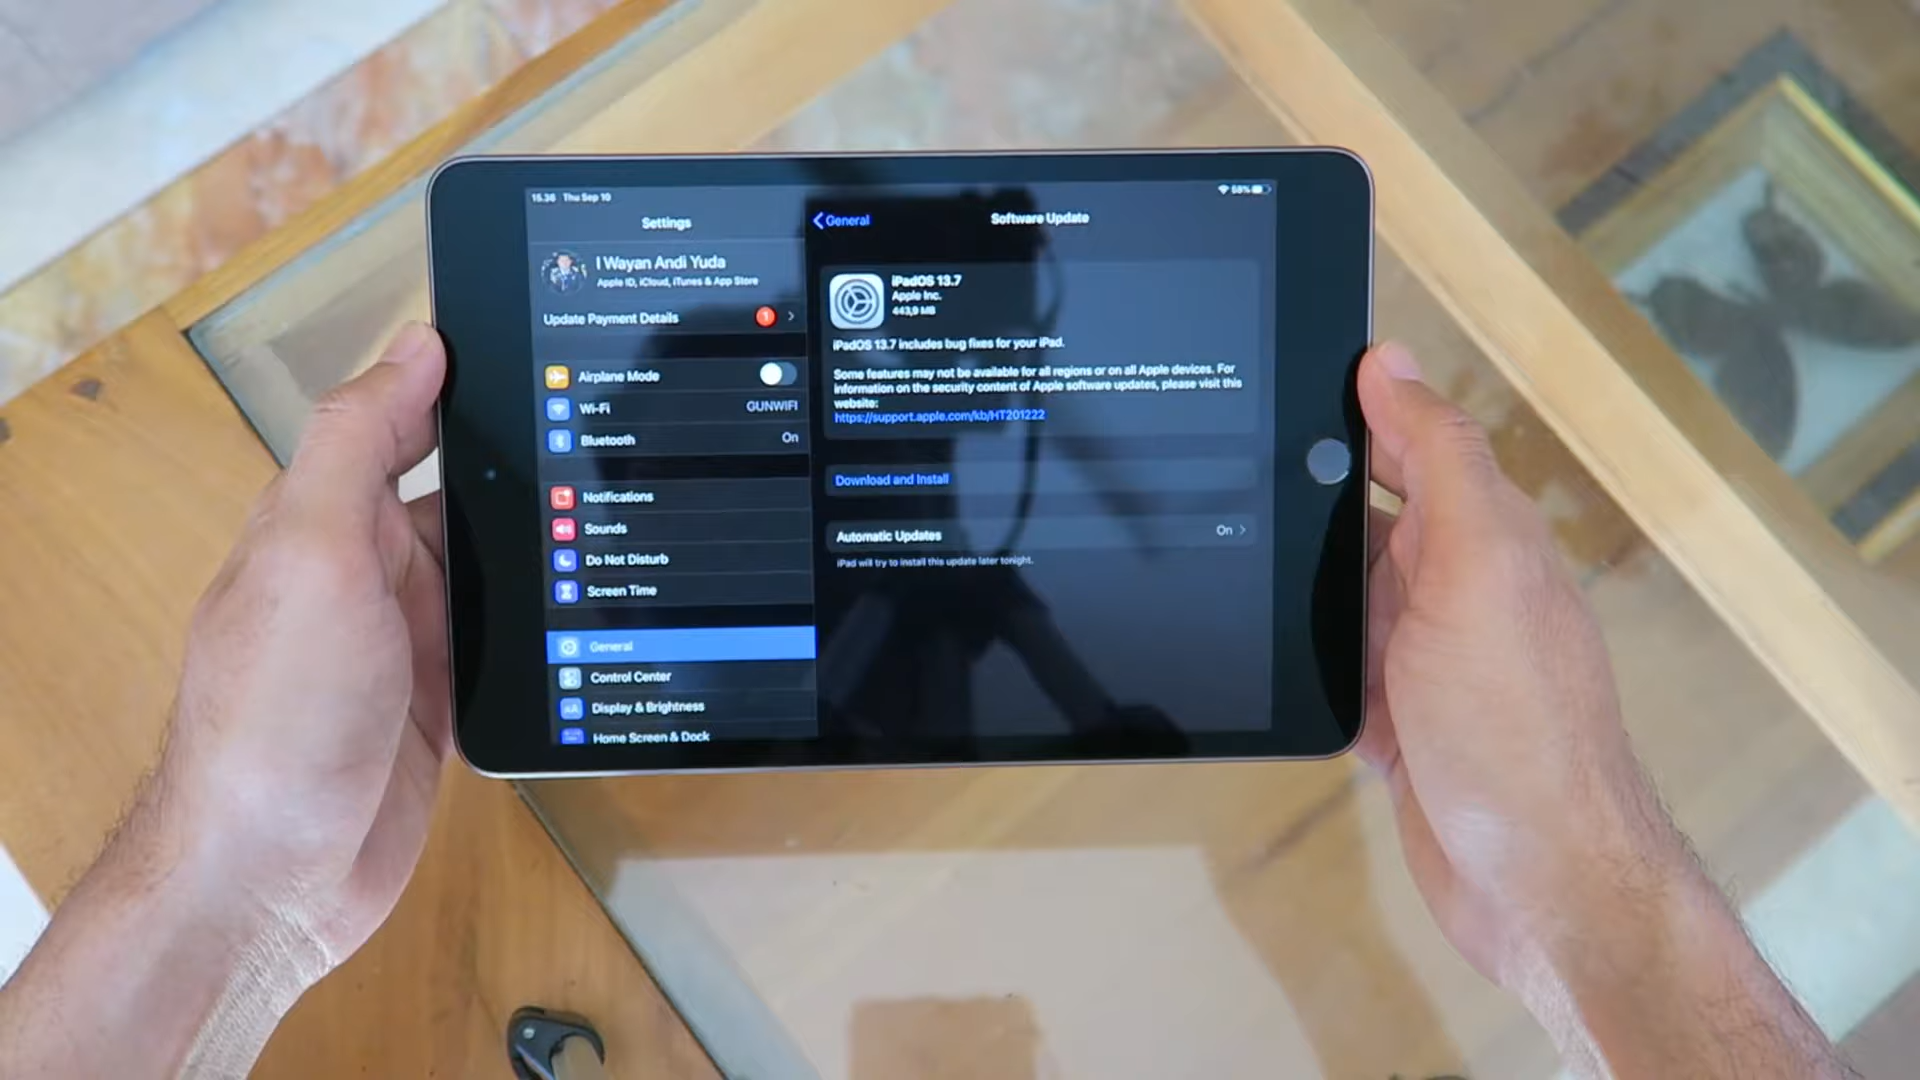 15.36 Thu Sep 10
58%
Settings
I Wayan Andi Yuda
Apple ID, iCloud, iTunes & App Store
Update Payment Details 1
Airplane Mode
Wi-Fi GUNWIFI
Bluetooth On
Notifications
Sounds
Do Not Disturb
Screen Time
General
Control Center
AA Display & Brightness
Home Screen & Dock
General
Software Update
iPadOS 13.7
Apple Inc.
443,9 MB
iPadOS 13.7 includes bug fixes for your iPad.
Some features may not be available for all regions or on all Apple devices. For
information on the security content of Apple software updates, please visit this
website:
https://support.apple.com/kb/HT201222
Download and Install
Automatic Updates On
iPad will try to install this update later tonight.